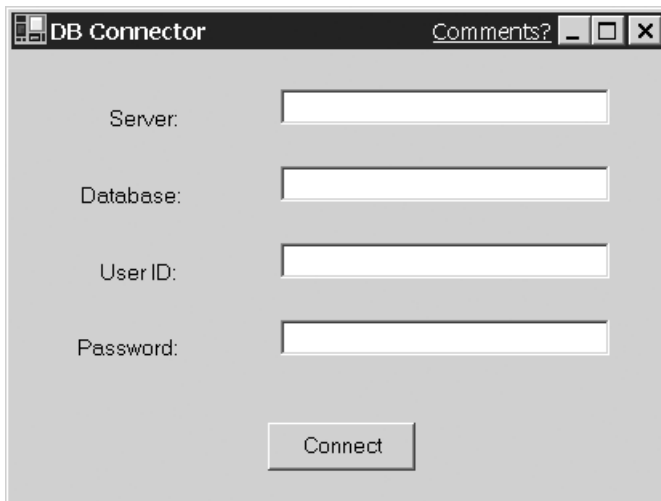 DB Connector Comments?
Server:
Database:
User ID:
Password:
Connect